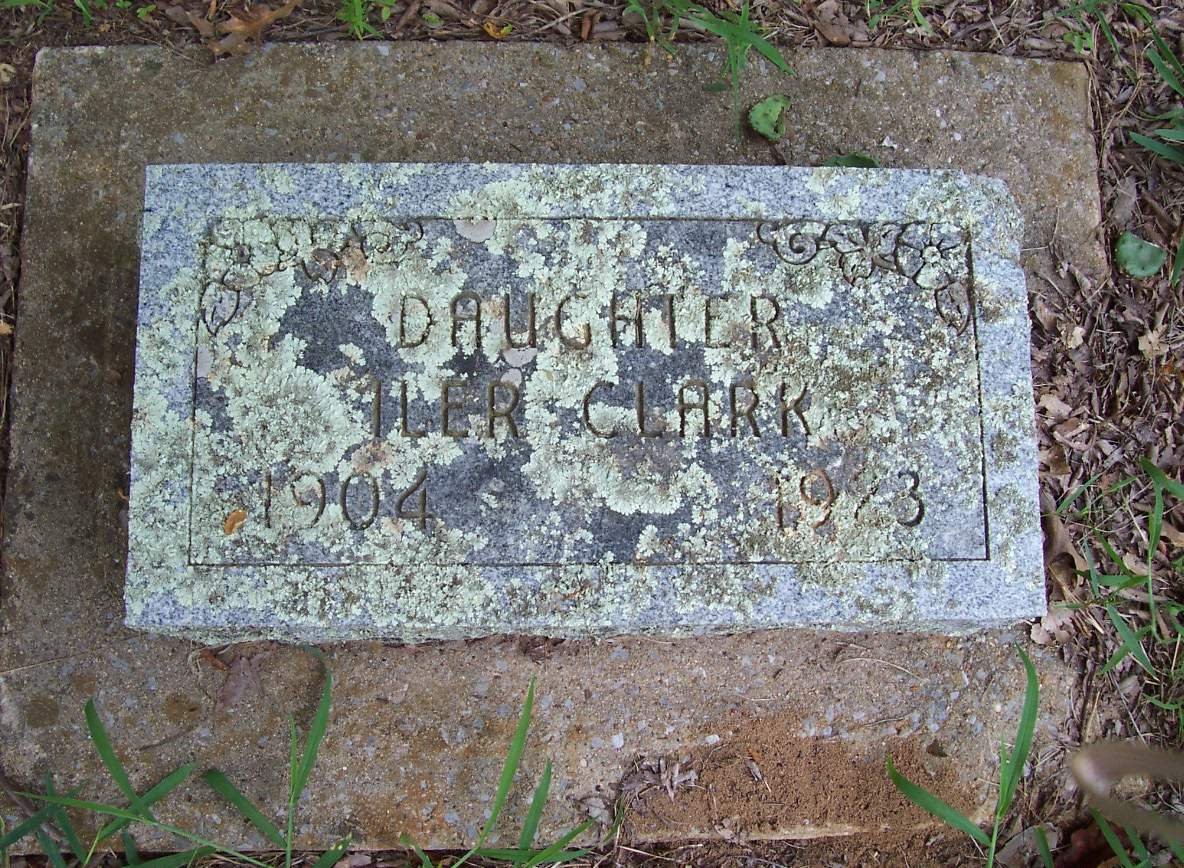 DAUGHTER
ILER CLARK
1904 1973